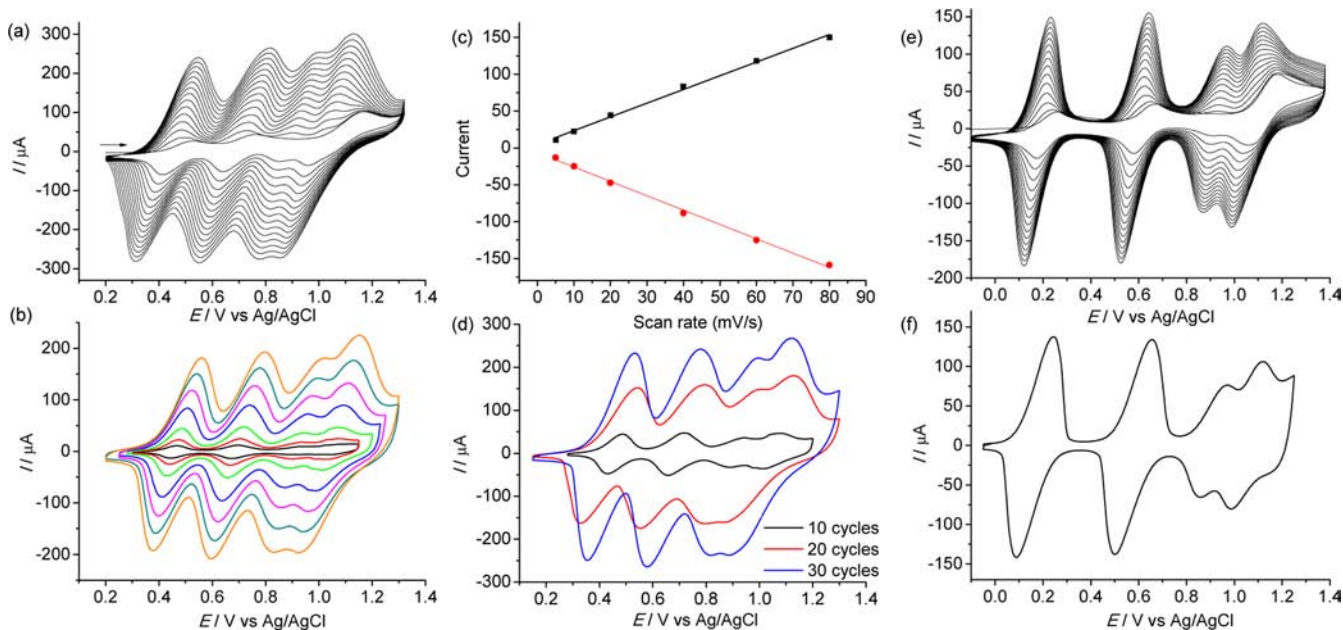 (a)
300
200
100
0
-100
-200
-300
I / μA
0.2 0.4 0.6 0.8 1.0 1.2 1.4
E / V vs Ag/AgCl
(b)
200
100
0
-100
-200
I / μA
0.2 0.4 0.6 0.8 1.0 1.2 1.4
E / V vs Ag/AgCl
(c)
150
100
50
0
-50
-100
-150
Current
0 10 20 30 40 50 60 70 80 90
Scan rate (mV/s)
(d)
300
200
100
0
-100
-200
-300
I / μA
10 cycles
20 cycles
30 cycles
0.2 0.4 0.6 0.8 1.0 1.2 1.4
E / V vs Ag/AgCl
(e)
150
100
50
0
-50
-100
-150
-200
I / μA
0.0 0.2 0.4 0.6 0.8 1.0 1.2 1.4
E / V vs Ag/AgCl
(f)
150
100
50
0
-50
-100
-150
I / μA
0.0 0.2 0.4 0.6 0.8 1.0 1.2 1.4
E / V vs Ag/AgCl